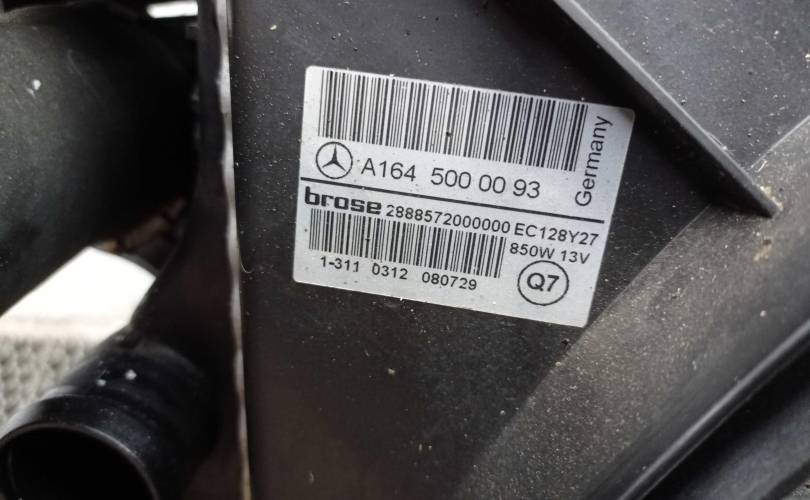 A164 500 00 93
Germany
brose 2888572000000 EC128Y27
850W 13V
1-311 0312 080729
Q7